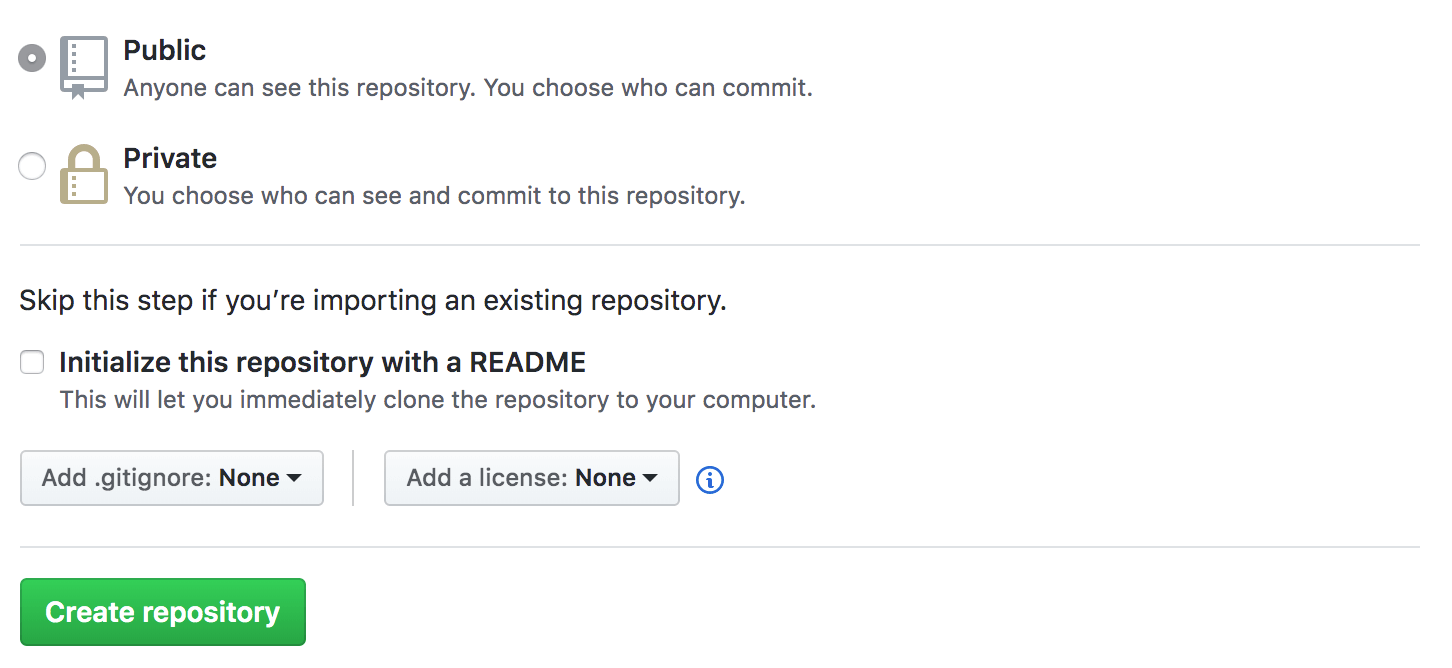 Public
Anyone can see this repository. You choose who can commit.
Private
You choose who can see and commit to this repository.
Skip this step if you’re importing an existing repository.
Initialize this repository with a README
This will let you immediately clone the repository to your computer.
Add .gitignore: None
Add a license: None
Create repository